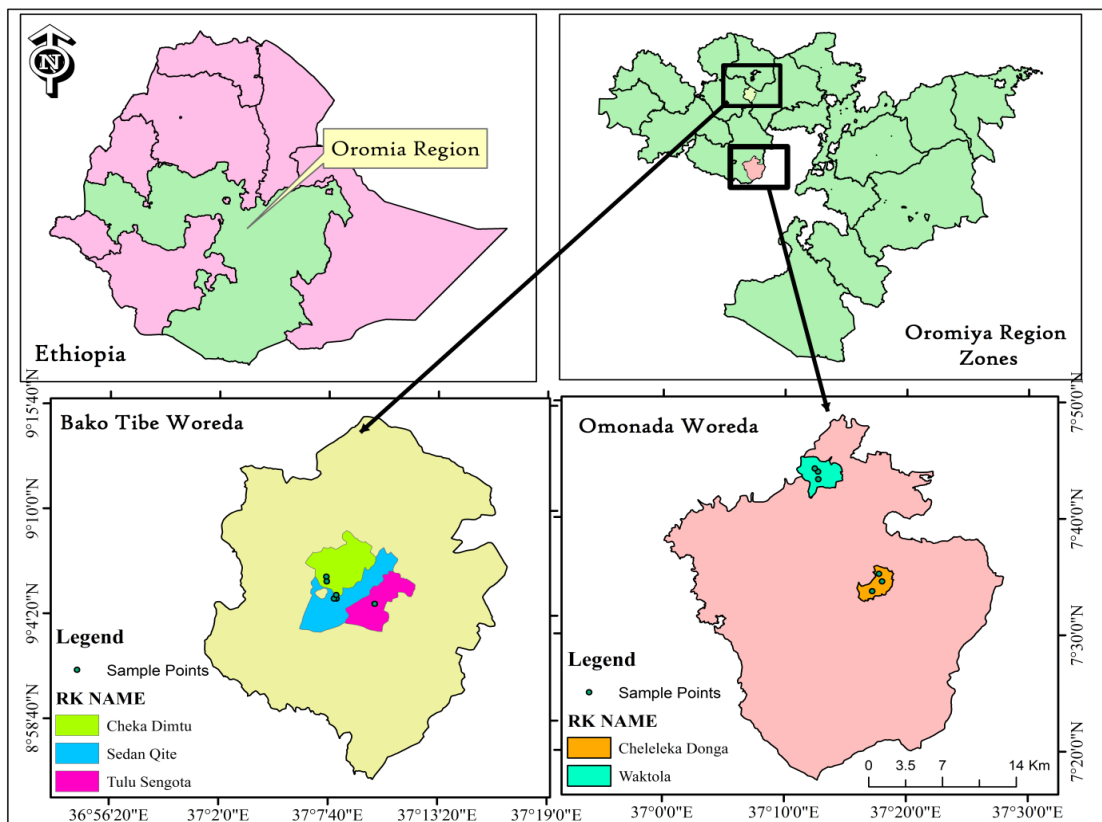 N
Oromia Region
Ethiopia
Oromiya Region
Zones
Bako Tibe Woreda
9°15'40"N
9°10'0"N
9°4'20"N
8°58'40"N
Legend
Sample Points
RK NAME
Cheka Dimtu
Sedan Qite
Tulu Sengota
36°56'20"E
37°2'0"E
37°7'40"E
37°13'20"E
37°19'0"E
Omonada Woreda
7°50'0"N
7°40'0"N
7°30'0"N
7°20'0"N
Legend
Sample Points
RK NAME
Cheleleka Donga
Waktola
0 3.5 7 14 Km
37°0'0"E
37°10'0"E
37°20'0"E
37°30'0"E